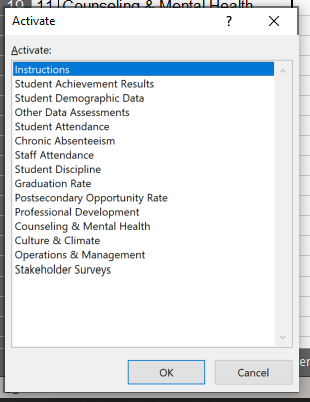 19 11 Counseling & Mental Health
Activate
? X
Activate:
Instructions
Student Achievement Results
Student Demographic Data
Other Data Assessments
Student Attendance
Chronic Absenteeism
Staff Attendance
Student Discipline
Graduation Rate
Postsecondary Opportunity Rate
Professional Development
Counseling & Mental Health
Culture & Climate
Operations & Management
Stakeholder Surveys
er
OK Cancel